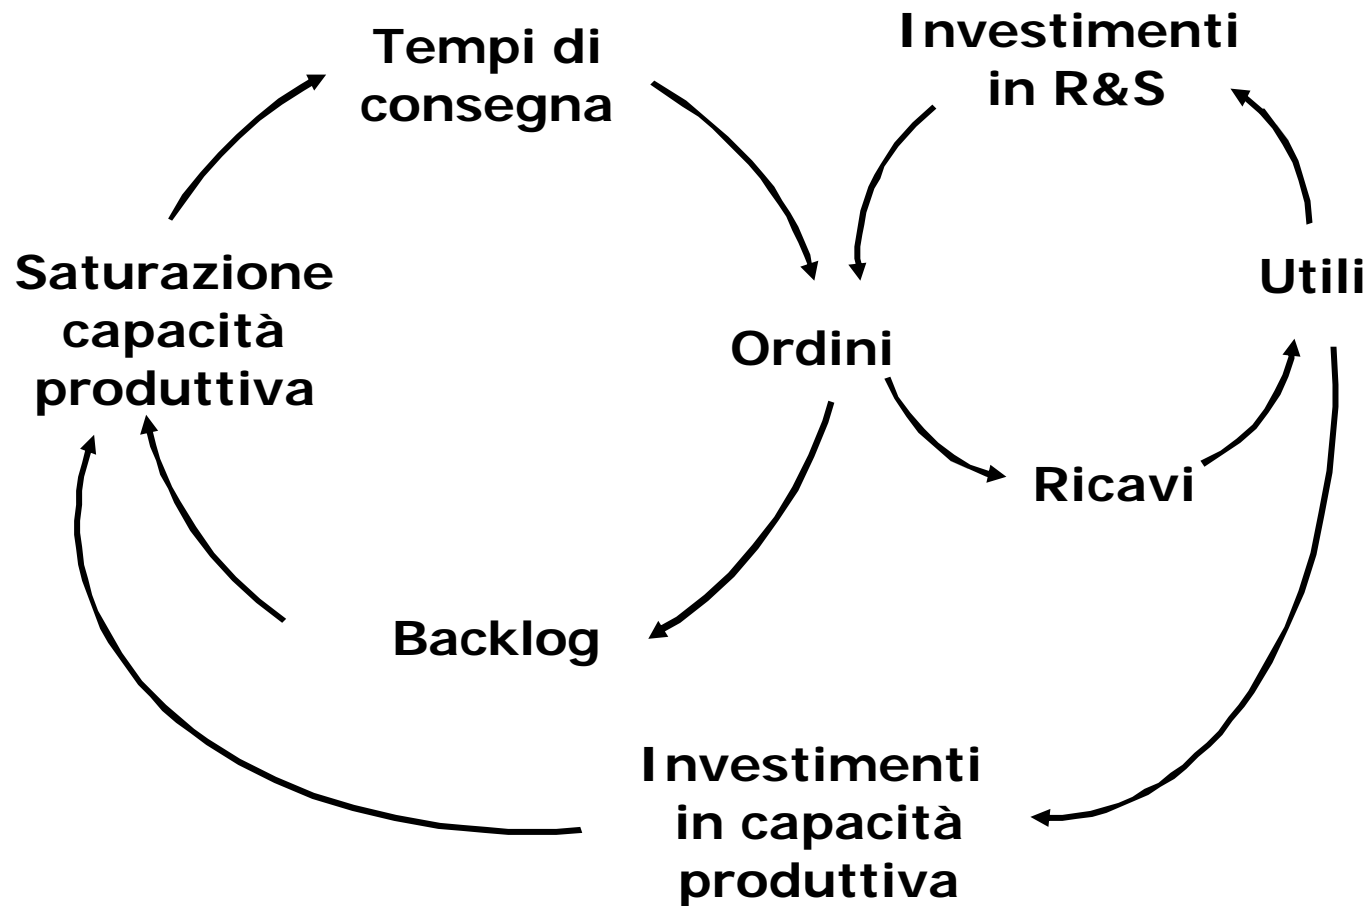 Tempi di
consegna
Investimenti
in R&S
Saturazione
capacità
produttiva
Utili
Ordini
Ricavi
Backlog
Investimenti
in capacità
produttiva